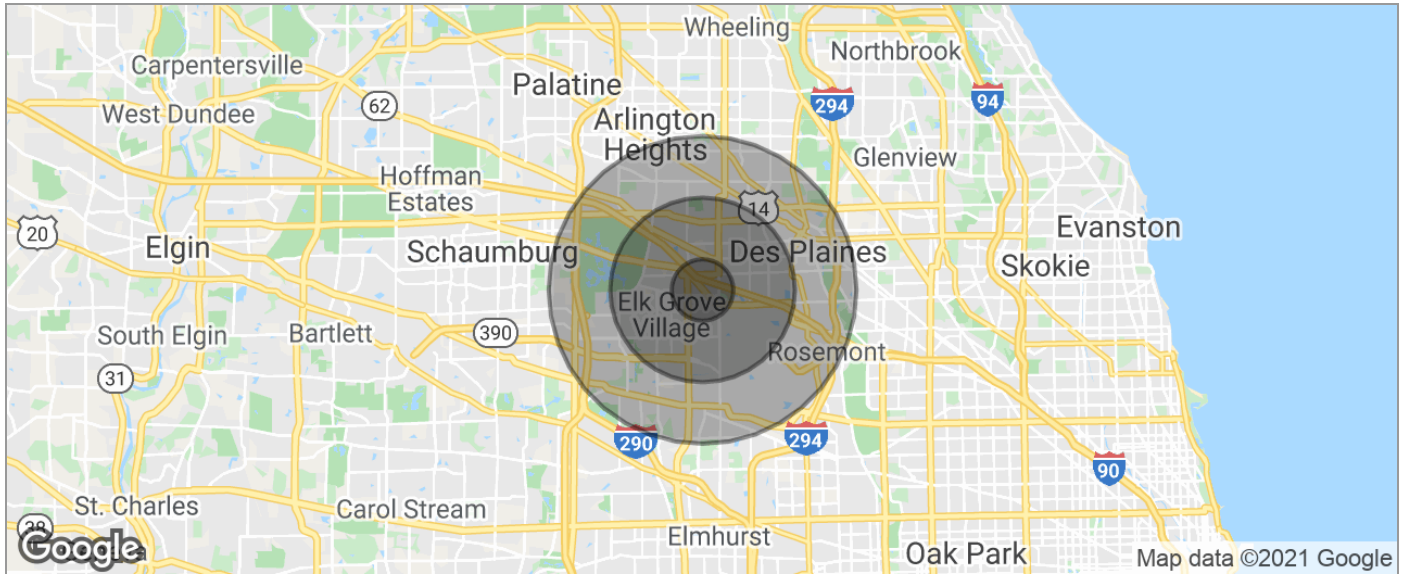 Wheeling
Northbrook
Carpentersville
Palatine
62
294
94
West Dundee
Arlington
Heights
Glenview
Hoffman
Estates
14
20
Elgin
Schaumburg
Des Plaines
Evanston
Skokie
Elk Grove
Village
South Elgin
Bartlett
390
Rosemont
31
290
294
90
St. Charles
Carol Stream
38
Elmhurst
Google
Oak Park
Map data ©2021 Google